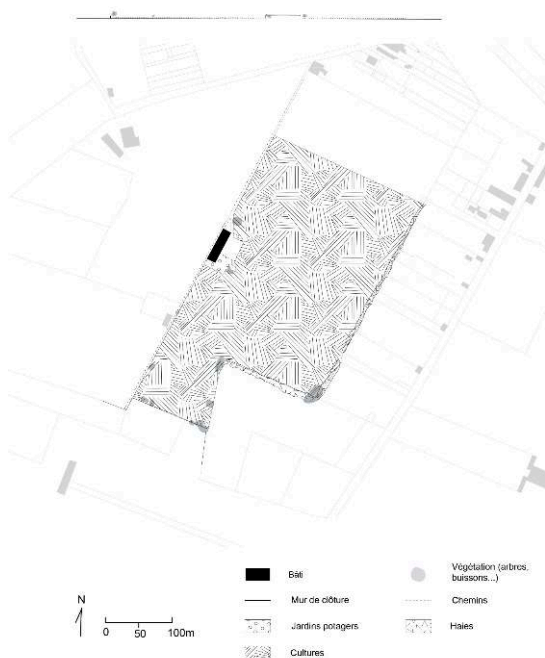 Bâti
Végétation (arbres,
buissons...)
Mur de clôture
Chemins
Jardins potagers
Haies
Cultures
N
0 50 100m